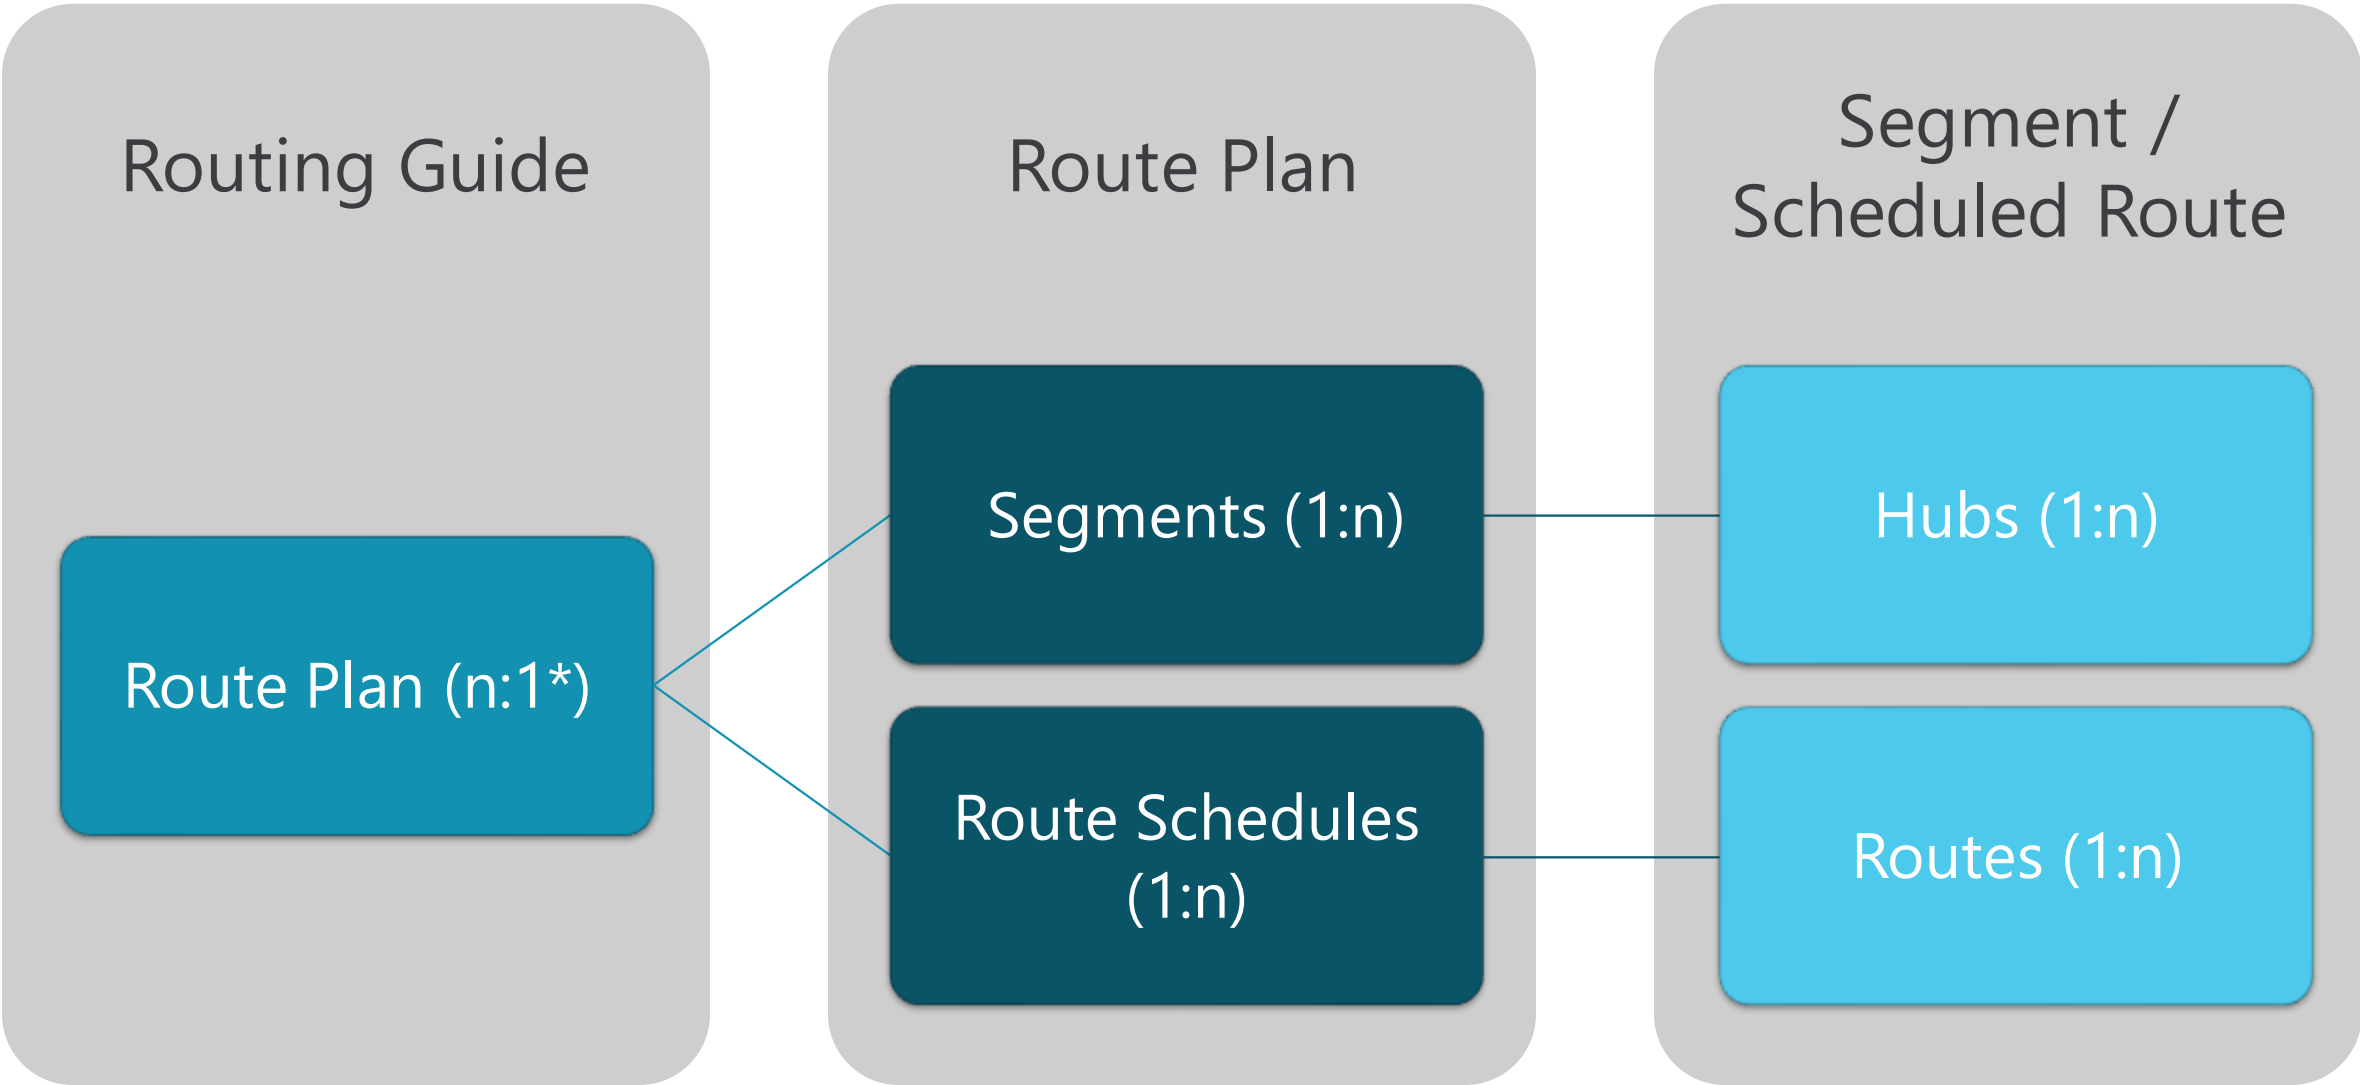 Routing Guide
Route Plan (n:1*)
Route Plan
Segments (1:n)
Route Schedules
(1:n)
Segment /
Scheduled Route
Hubs (1:n)
Routes (1:n)